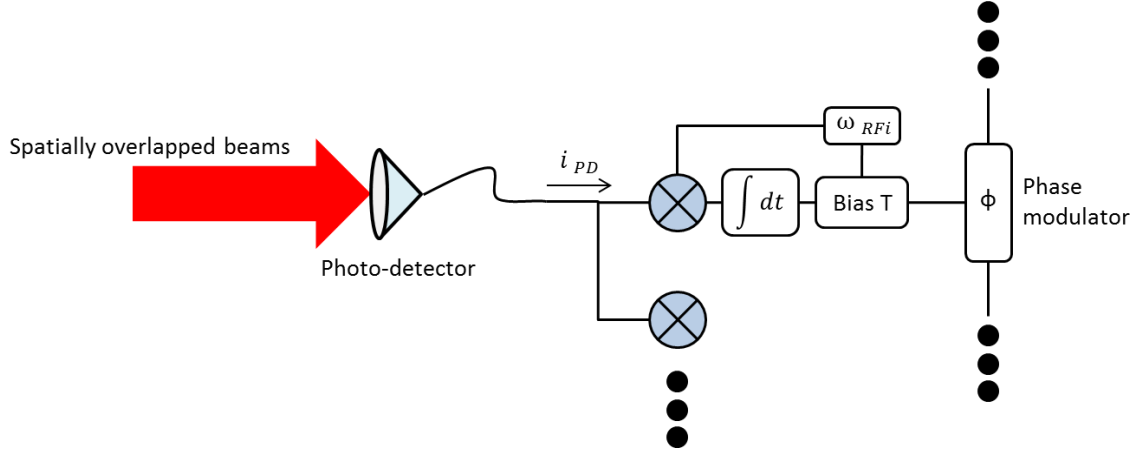 Spatially overlapped beams
i PD
Photo-detector
ω RFi
∫ dt
Bias T
ϕ
Phase
modulator